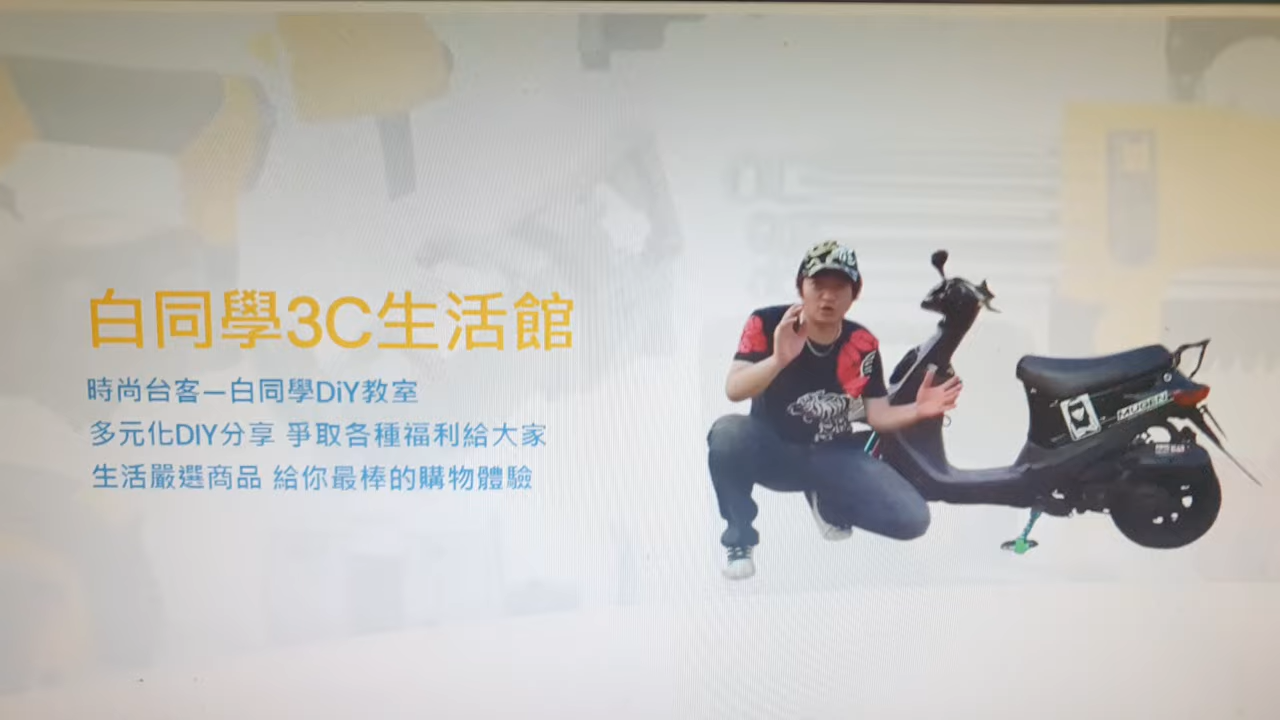 白同學3C生活館
時尚台客—白同學DiY教室
多元化DIY分享 爭取各種福利給大家
生活嚴選商品 給你最棒的購物體驗
MUGEN